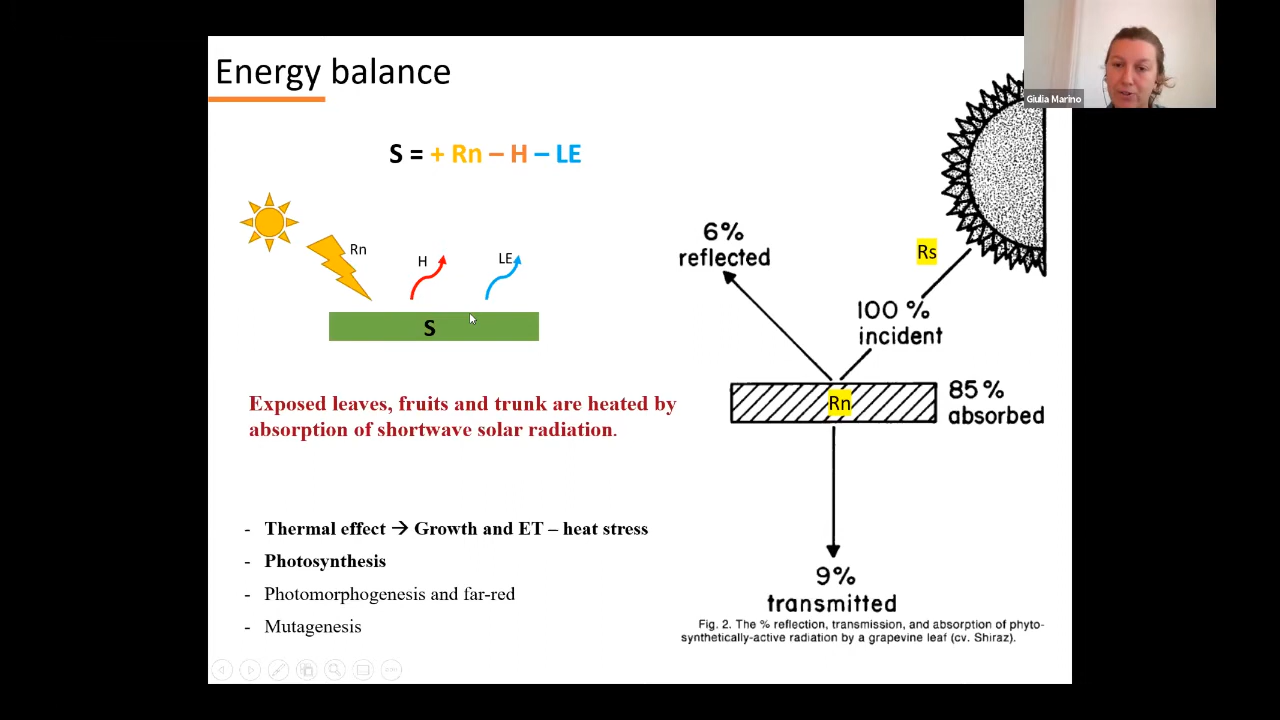 Energy balance
Giulia Marino
S = + Rn – H – LE
Rn
H
LE
S
Exposed leaves, fruits and trunk are heated by
absorption of shortwave solar radiation.
- Thermal effect → Growth and ET – heat stress
- Photosynthesis
- Photomorphogenesis and far-red
- Mutagenesis
6%
reflected
Rs
100 %
incident
Rn
85 %
absorbed
9%
transmitted
Fig. 2. The % reflection, transmission, and absorption of phyto-
synthetically-active radiation by a grapevine leaf (cv. Shiraz).